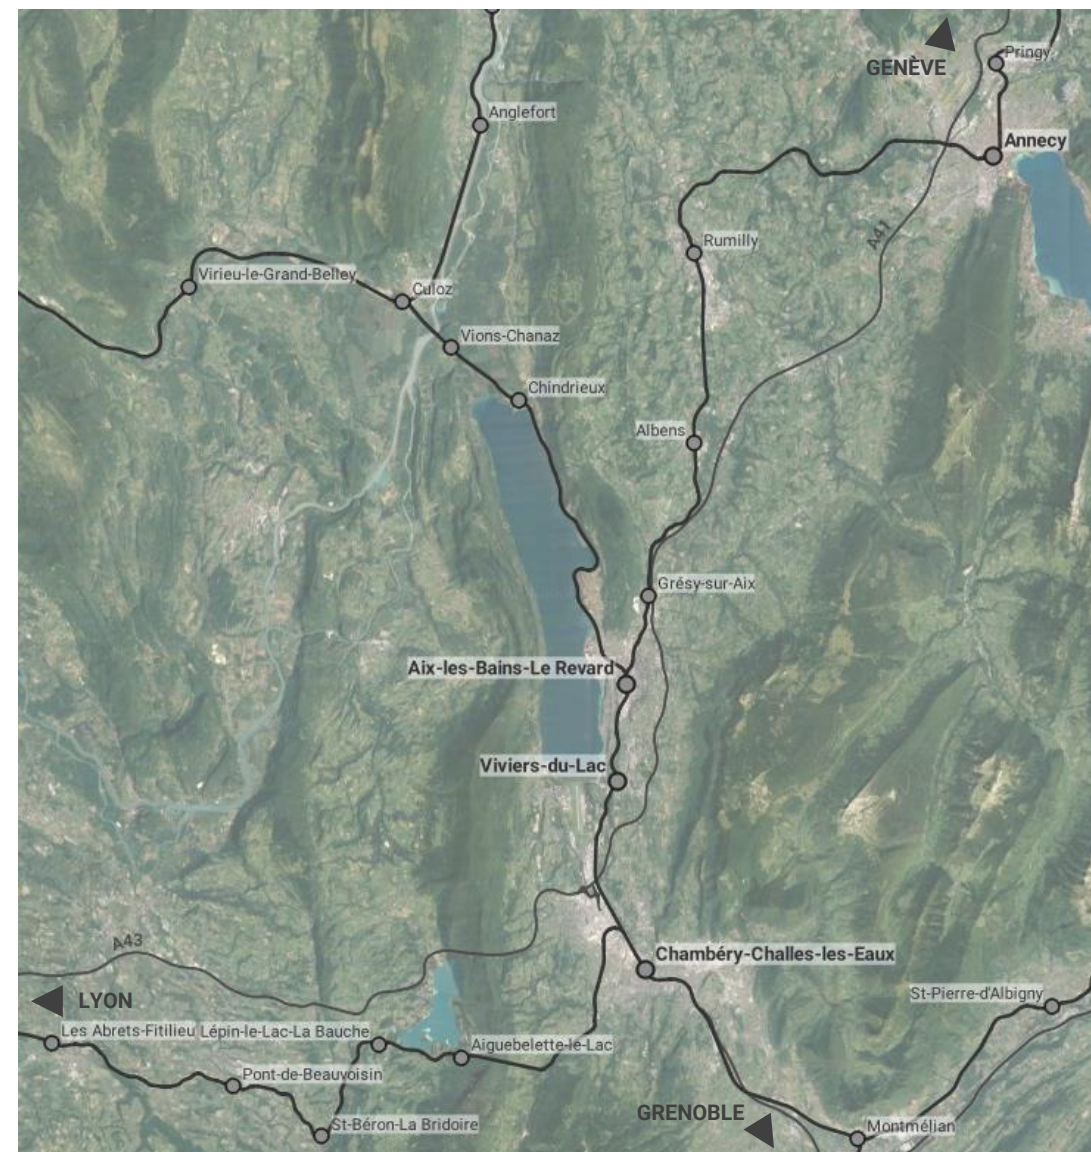 Pringy
GENÈVE
Anglefort
Annecy
A41
Rumilly
Virieu-le-Grand-Belley
Culoz
Vions-Chanaz
Chindrieux
Albens
Grésy-sur-Aix
Aix-les-Bains-Le Revard
Viviers-du-Lac
A43
Chambéry-Challes-les-Eaux
LYON
St-Pierre-d'Albigny
Les Abrets-Fitilieu
Lépin-le-Lac-La Bauche
Aiguebelette-le-Lac
Pont-de-Beauvoisin
GRENOBLE
St-Béron-La Bridoire
Montmélian